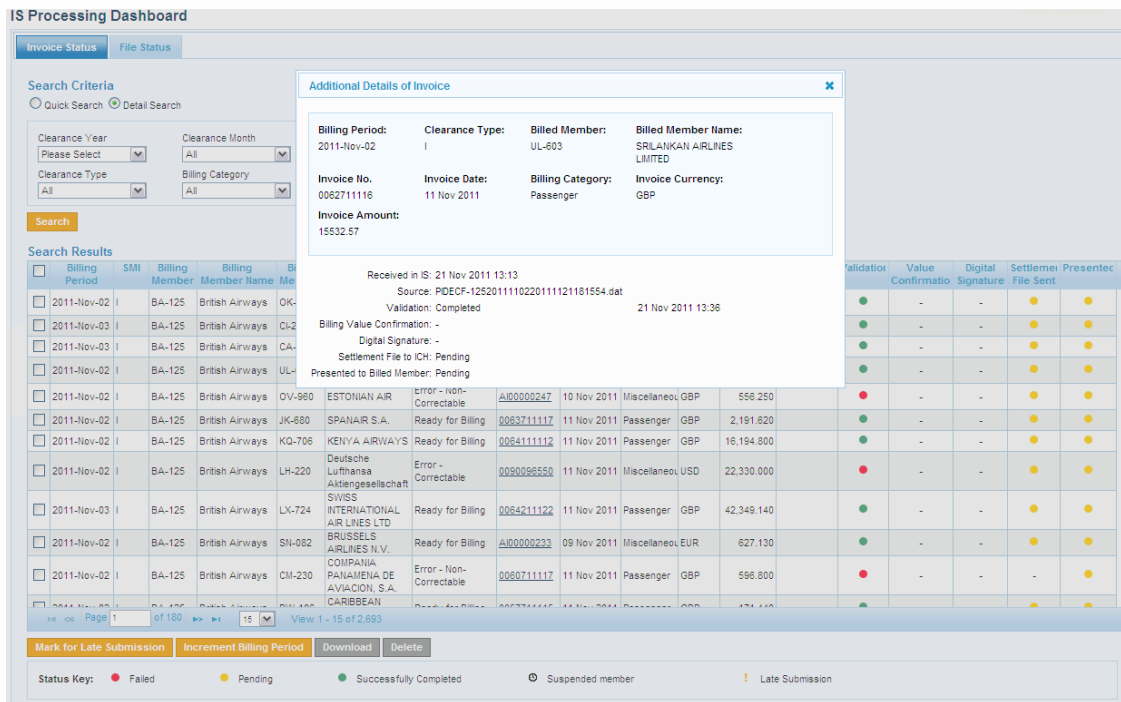 IS Processing Dashboard
Invoice Status File Status
Search Criteria
Quick Search Detail Search
Clearance Year Clearance Month
Please Select All
Clearance Type Billing Category
All All
Search
Additional Details of Invoice
Billing Period: Clearance Type: Billed Member: Billed Member Name:
2011-Nov-02 I UL-603 SRILANKAN AIRLINES
LIMITED
Invoice No. Invoice Date: Billing Category: Invoice Currency:
0062711116 11 Nov 2011 Passenger GBP
Invoice Amount:
15532.57
Received in IS: 21 Nov 2011 13:13
Source: PIDECF-12520111102201111211815​54.dat
Validation: Completed 21 Nov 2011 13:36
Billing Value Confirmation: -
Digital Signature: -
Settlement File to ICH: Pending
Presented to Billed Member: Pending
Search Results
Billing SMI Billing Billing Bi Validation Value Digital Settlemer Presented
Period Member Member Name Me Confirmatio Signature File Sent
2011-Nov-02 I BA-125 British Airways OK- - -
2011-Nov-03 I BA-125 British Airways CI-2 - -
2011-Nov-03 I BA-125 British Airways CA- - -
2011-Nov-02 I BA-125 British Airways UL- - -
2011-Nov-02 I BA-125 British Airways OV-960 ESTONIAN AIR Error - Non-Correctable AI00000247 10 Nov 2011 Miscellaneou GBP 556.250 - -
2011-Nov-02 I BA-125 British Airways JK-680 SPANAIR S.A. Ready for Billing 0063711117 11 Nov 2011 Passenger GBP 2,191.620 - -
2011-Nov-02 I BA-125 British Airways KQ-706 KENYA AIRWAYS Ready for Billing 0064111112 11 Nov 2011 Passenger GBP 16,194.800 - -
2011-Nov-02 I BA-125 British Airways LH-220 Deutsche Lufthansa Aktiengesellschaft Error - Correctable 0090096550 11 Nov 2011 Miscellaneou USD 22,330.000 - -
2011-Nov-03 I BA-125 British Airways LX-724 SWISS INTERNATIONAL AIR LINES LTD Ready for Billing 0064211122 11 Nov 2011 Passenger GBP 42,349.140 - -
2011-Nov-02 I BA-125 British Airways SN-082 BRUSSELS AIRLINES N.V. Ready for Billing AI00000233 09 Nov 2011 Miscellaneou EUR 627.130 - -
2011-Nov-02 I BA-125 British Airways CM-230 COMPANIA PANAMENA DE AVIACION, S.A. Error - Non-Correctable 0060711117 11 Nov 2011 Passenger GBP 596.800 - - -
CARIBBEAN
Page 1 of 180 15 View 1 - 15 of 2,693
Mark for Late Submission Increment Billing Period Download Delete
Status Key: Failed Pending Successfully Completed Suspended member ! Late Submission